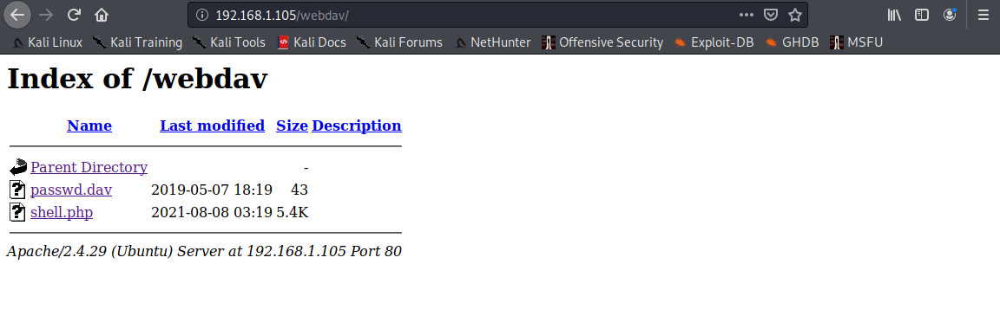 192.168.1.105/webdav/
Kali Linux Kali Training Kali Tools Kali Docs Kali Forums NetHunter Offensive Security Exploit-DB GHDB MSFU
Index of /webdav
Name Last modified Size Description
Parent Directory -
passwd.dav 2019-05-07 18:19 43
shell.php 2021-08-08 03:19 5.4K
Apache/2.4.29 (Ubuntu) Server at 192.168.1.105 Port 80